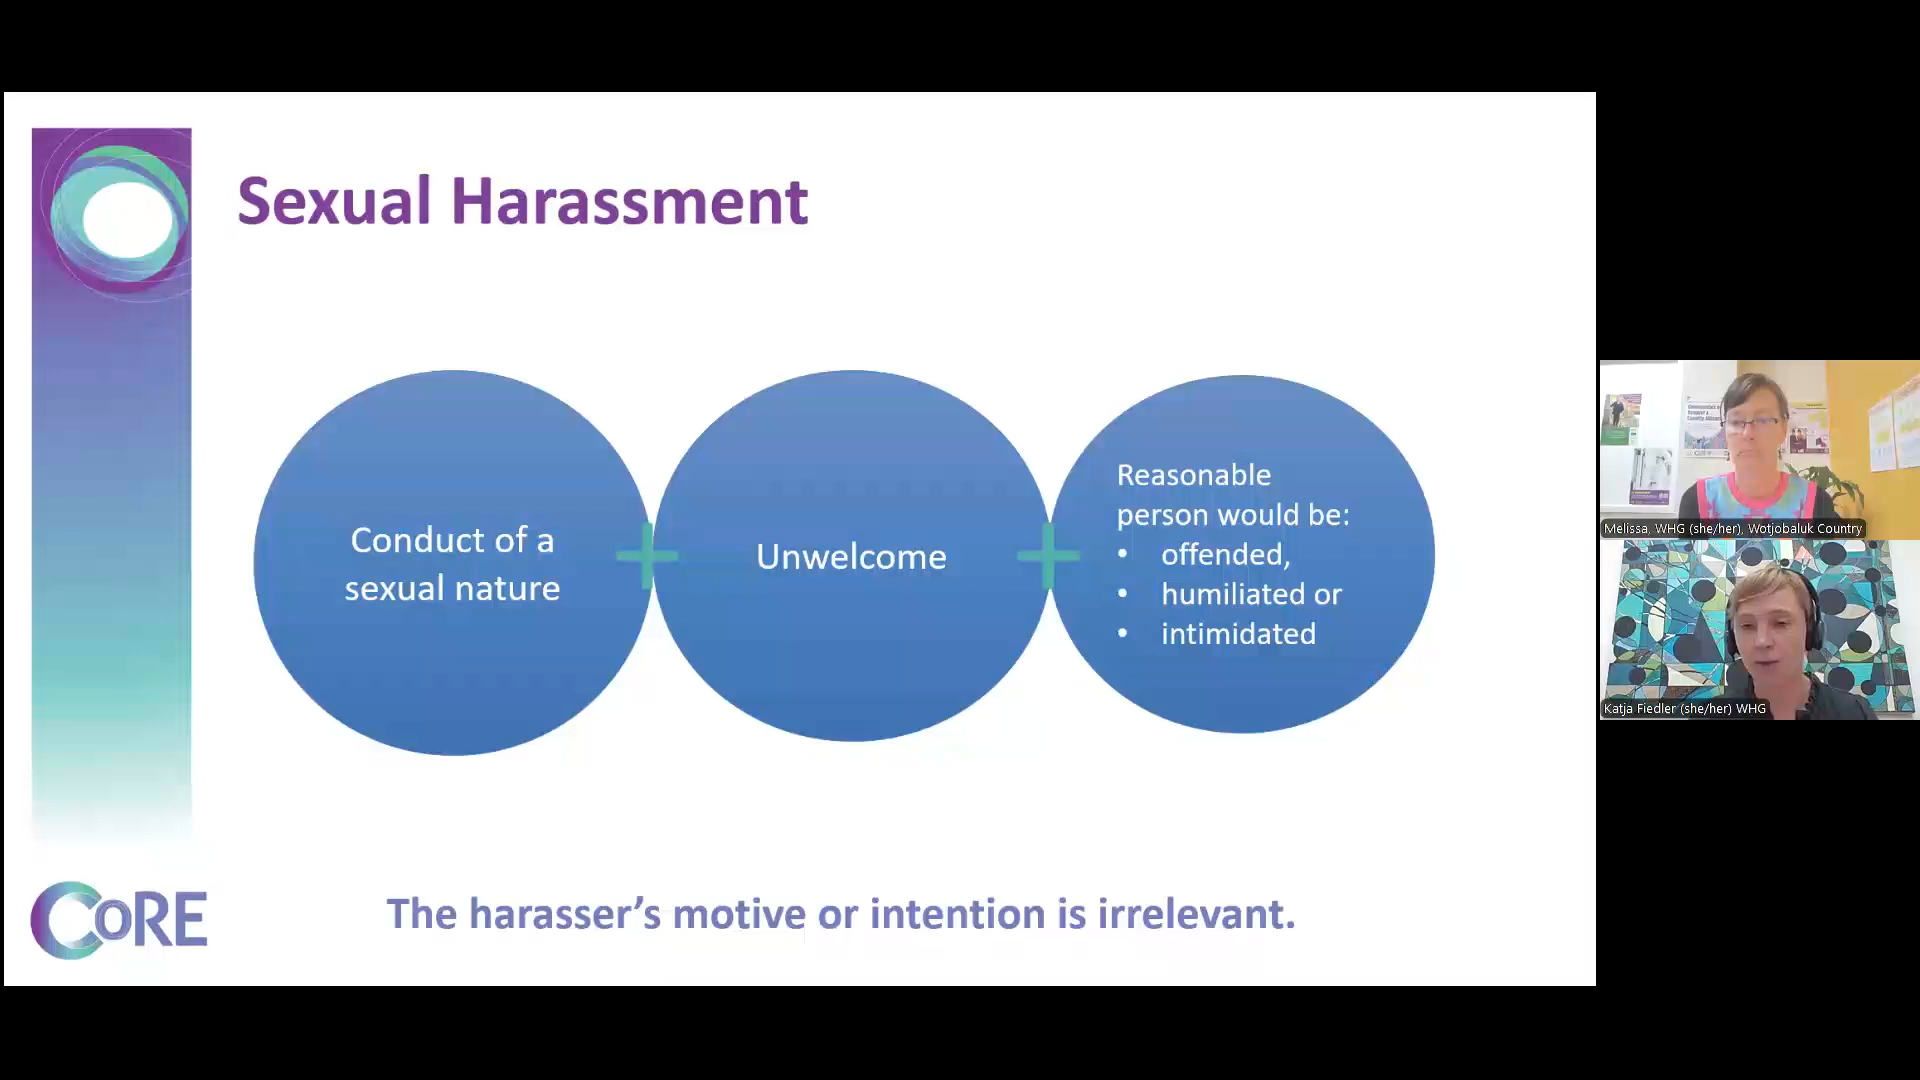 Sexual Harassment
Conduct of a
sexual nature
Unwelcome
Reasonable
person would be:
• offended,
• humiliated or
• intimidated
The harasser’s motive or intention is irrelevant.
CoRE
Melissa, WHG (she/her), Wotjobaluk Country
Katja Fiedler (she/her) WHG